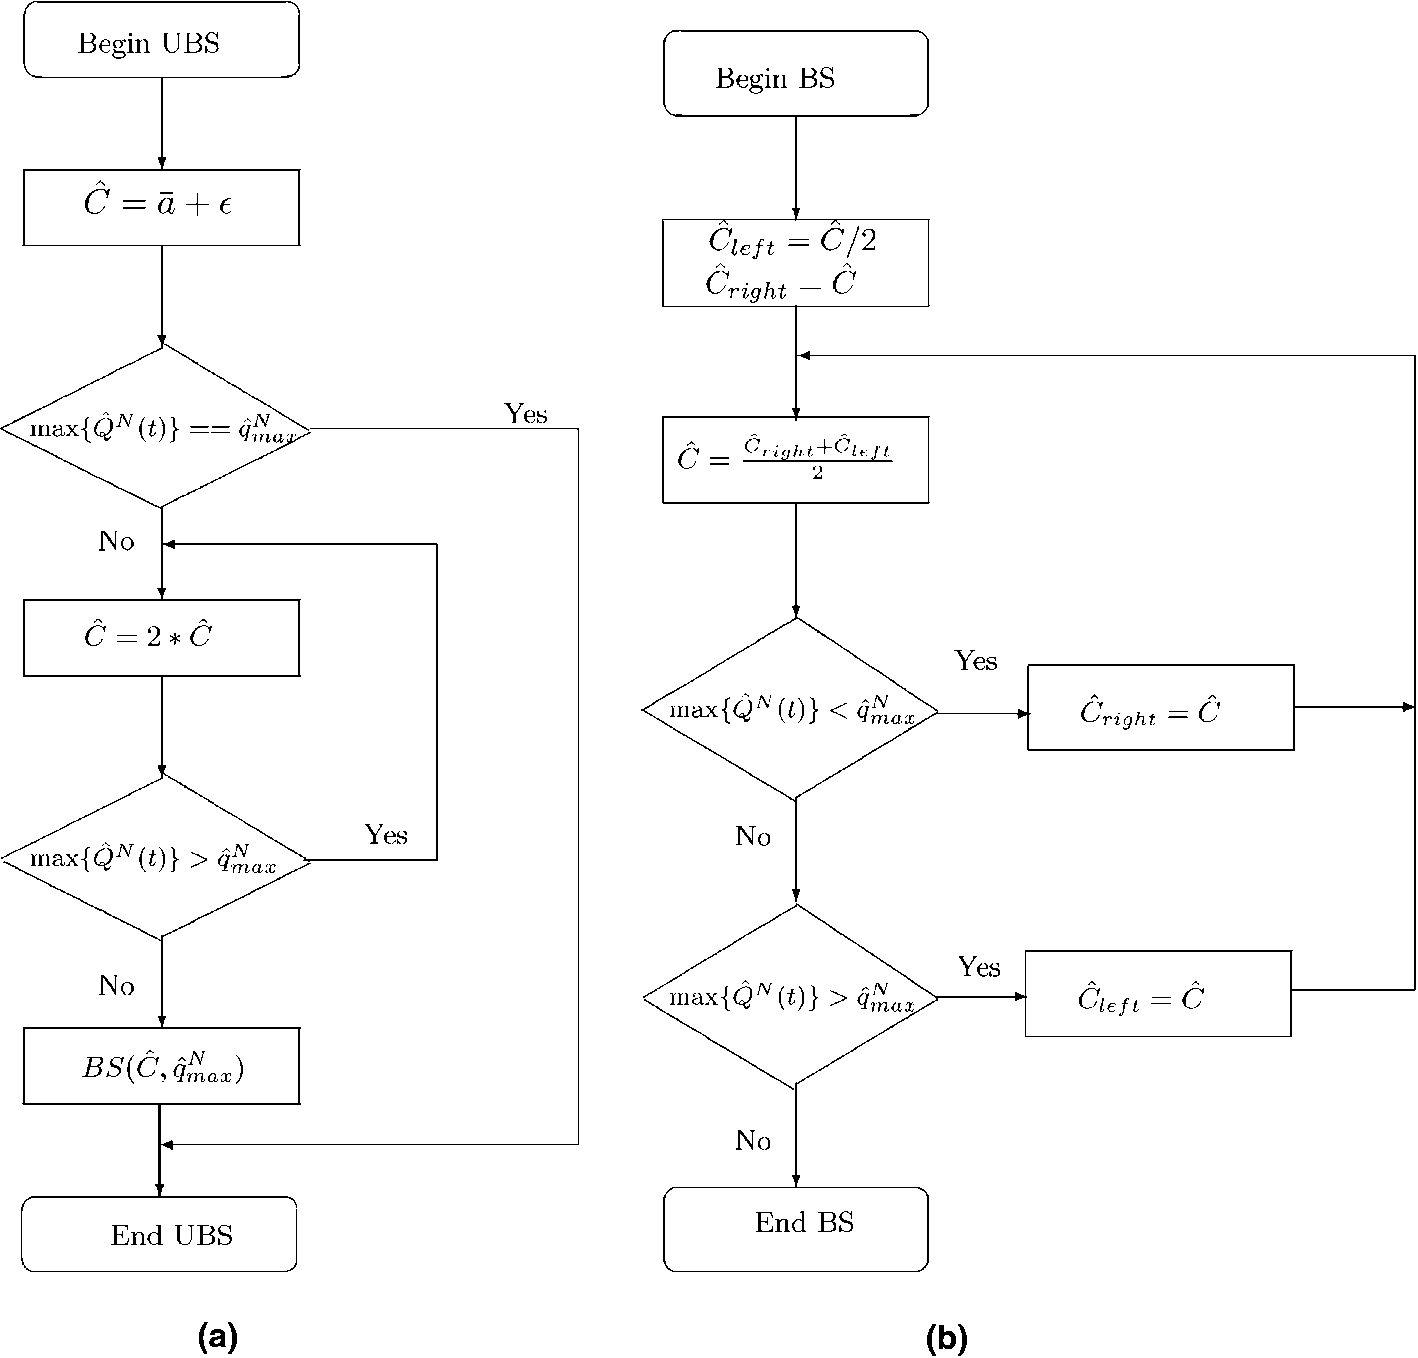 Begin UBS
Ĉ = ā + ϵ
max{Q̂^N(t)} == q̂^N_max
Yes
No
Ĉ = 2 ∗ Ĉ
max{Q̂^N(t)} > q̂^N_max
Yes
No
BS(Ĉ, q̂^N_max)
End UBS
(a)
Begin BS
Ĉ_left = Ĉ/2
Ĉ_right − Ĉ
Ĉ = (Ĉ_right+Ĉ_left)/2
max{Q̂^N(t)} < q̂^N_max
Yes
Ĉ_right = Ĉ
No
max{Q̂^N(t)} > q̂^N_max
Yes
Ĉ_left = Ĉ
No
End BS
(b)